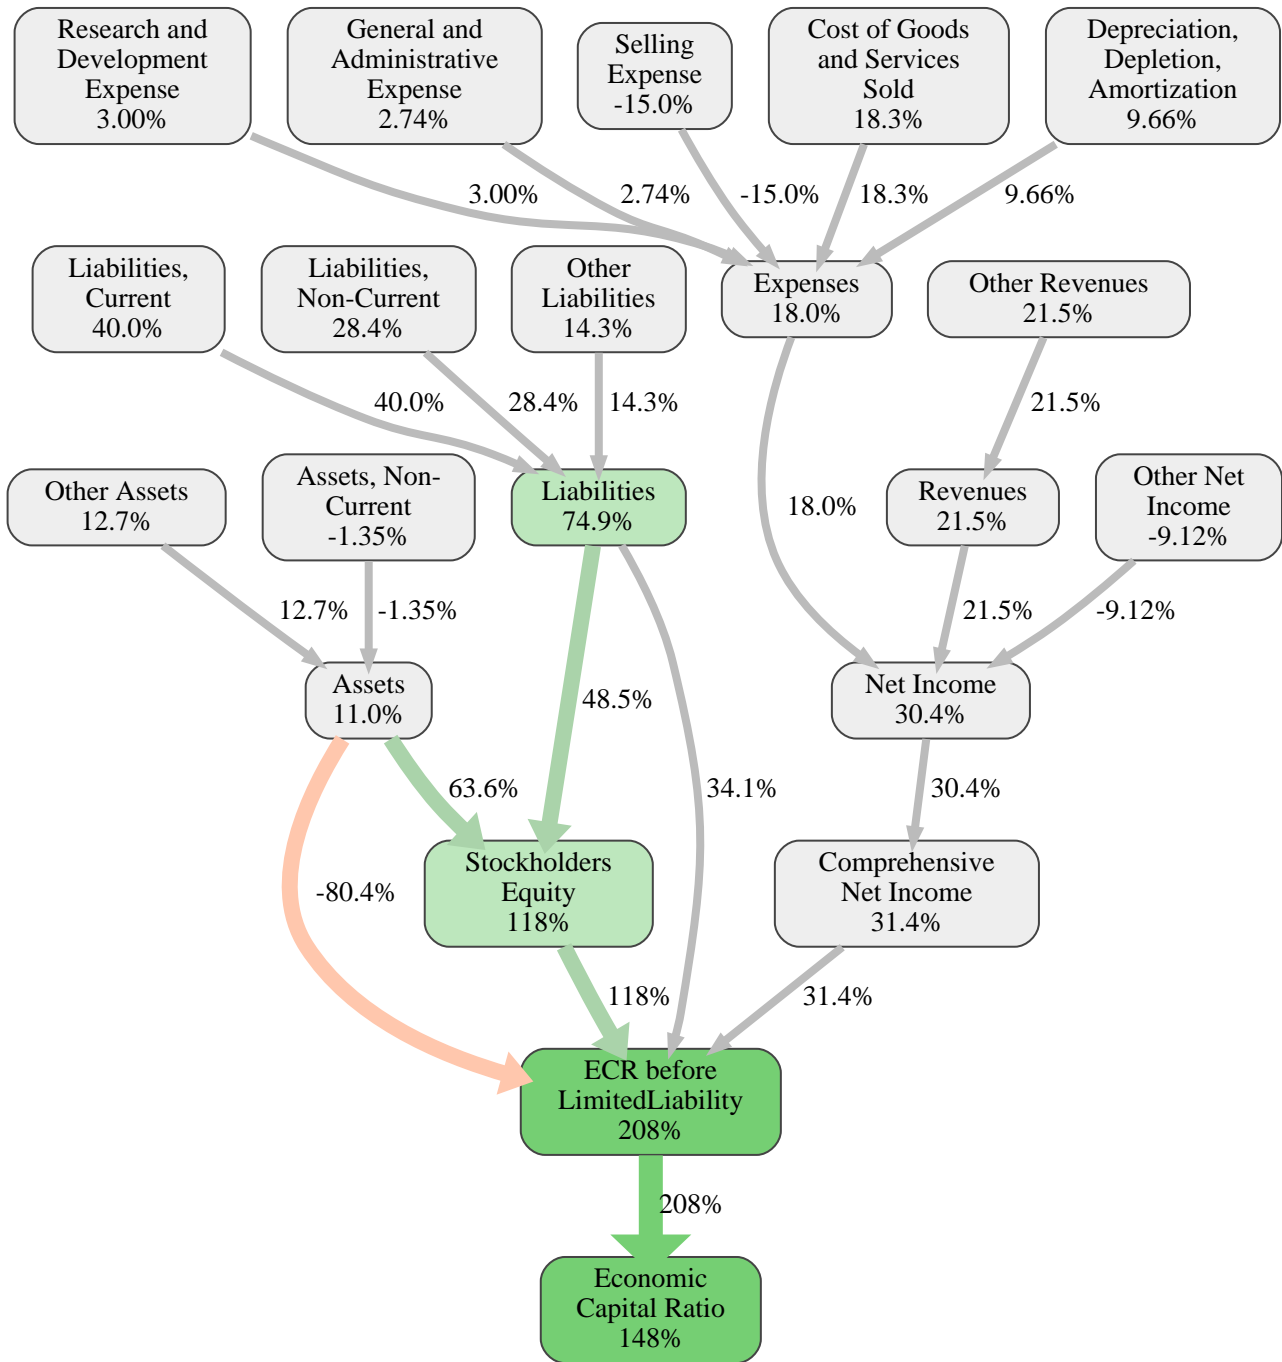 Research and
Development
Expense
3.00%
General and
Administrative
Expense
2.74%
Selling
Expense
-15.0%
Cost of Goods
and Services
Sold
18.3%
Depreciation,
Depletion,
Amortization
9.66%
3.00%
2.74%
-15.0%
18.3%
9.66%
Liabilities,
Current
40.0%
Liabilities,
Non-Current
28.4%
Other
Liabilities
14.3%
Expenses
18.0%
Other Revenues
21.5%
40.0%
28.4%
14.3%
21.5%
Other Assets
12.7%
Assets, Non-
Current
-1.35%
Liabilities
74.9%
18.0%
Revenues
21.5%
Other Net
Income
-9.12%
12.7%
-1.35%
21.5%
-9.12%
Assets
11.0%
48.5%
Net Income
30.4%
63.6%
34.1%
30.4%
-80.4%
Stockholders
Equity
118%
Comprehensive
Net Income
31.4%
118%
31.4%
ECR before
LimitedLiability
208%
208%
Economic
Capital Ratio
148%